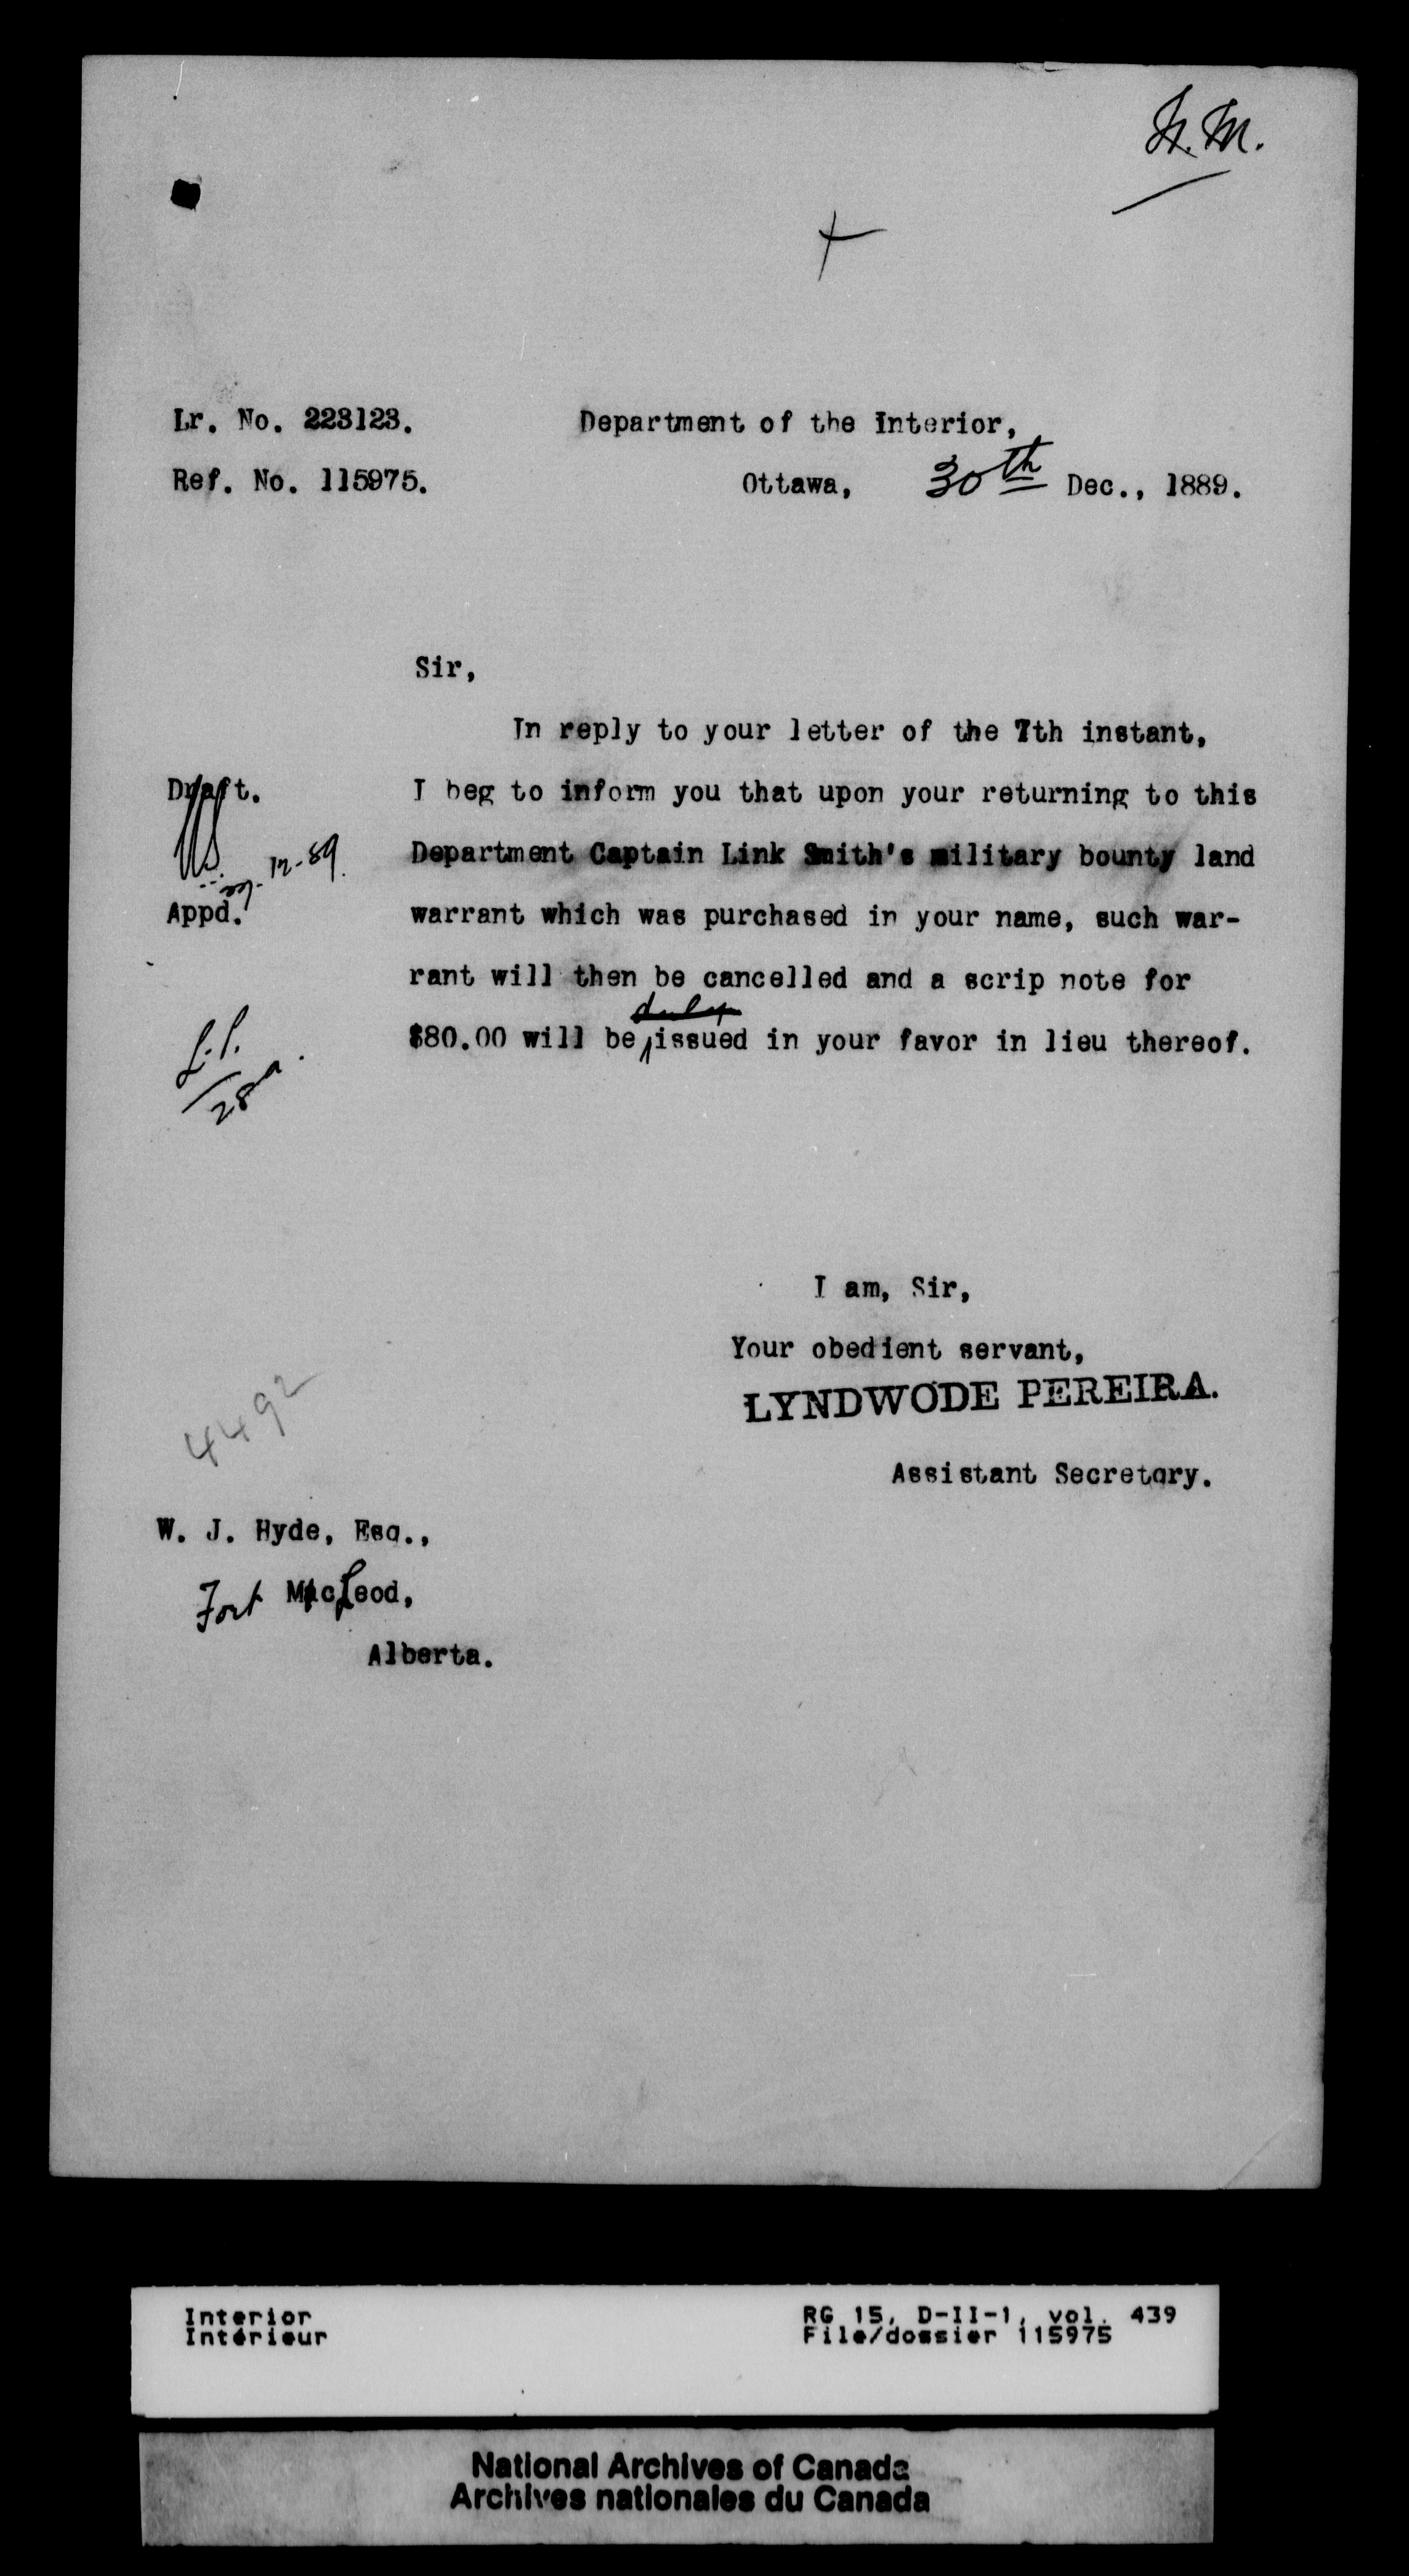 H.M.
Lr. No. 223123.
Department of the Interior,
Ref. No. 115975.
Ottawa, 30th Dec., 1889.
Sir,
In reply to your letter of the 7th instant,
Draft.
I beg to inform you that upon your returning to this
Department Captain Link Smith's military bounty land
12-89.
Appd.
warrant which was purchased in your name, such war-
rant will then be cancelled and a scrip note for
$80.00 will be issued in your favor in lieu thereof.
28
I am, Sir,
Your obedient servant,
LYNDWODE PEREIRA.
Assistant Secretary.
4492
W. J. Hyde, Esq.,
Fort McLeod,
Alberta.
Interior
Intérieur
RG 15, D-II-1, vol. 439
File/dossier 115975
National Archives of Canada
Archives nationales du Canada